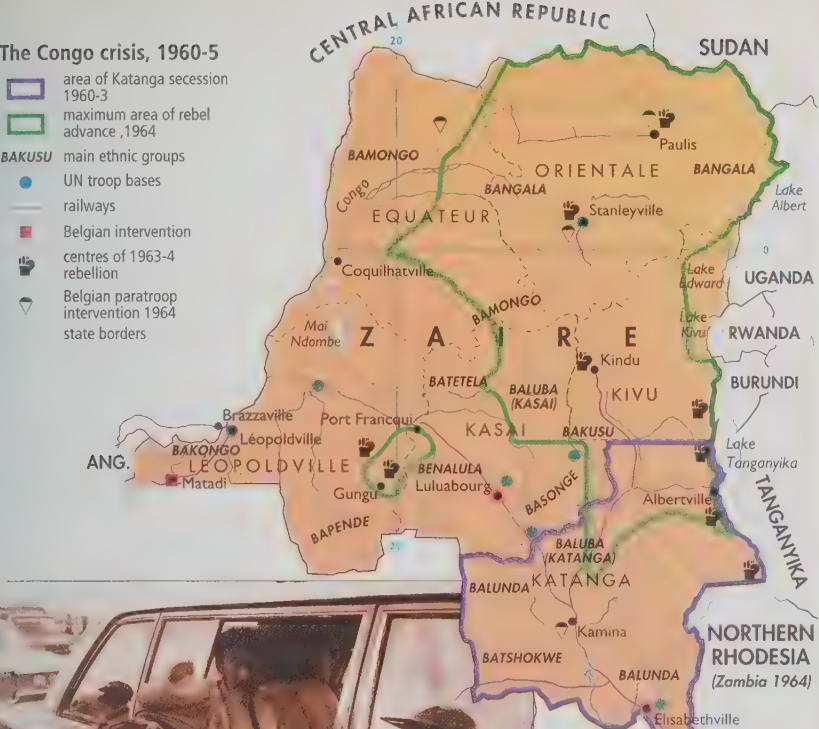 The Congo crisis, 1960-5
area of Katanga secession
1960-3
maximum area of rebel
advance ,1964
BAKUSU main ethnic groups
UN troop bases
railways
Belgian intervention
centres of 1963-4
rebellion
Belgian paratroop
intervention 1964
state borders
CENTRAL AFRICAN REPUBLIC
20
SUDAN
Paulis
BAMONGO
ORIENTALE
BANGALA
BANGALA
Congo
Lake
Albert
EQUATEUR
Stanleyville
0
Coquilhatville
Lake
Edward
UGANDA
BAMONGO
Lake
Kivu
Mai
Ndombe
ZAIRE
RWANDA
Kindu
BATETELA
BALUBA
(KASAI)
KIVU
BURUNDI
Brazzaville
Port Francqui
KASAI
BAKUSU
Léopoldville
BAKONGO
Lake
Tanganyika
ANG.
LEOPOLDVILLE
BENALULA
Matadi
Gungu
Luluabourg
BASONGE
Albertville
TANGANYIKA
BAPENDE
BALUBA
(KATANGA)
BALUNDA
KATANGA
Kamina
NORTHERN
RHODESIA
(Zambia 1964)
BATSHOKWE
BALUNDA
Elisabethville